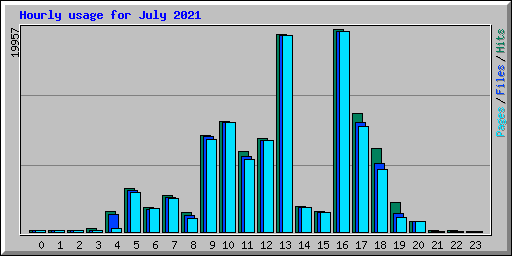 Hourly usage for July 2021
19957
Pages / Files / Hits
0 1 2 3 4 5 6 7 8 9 10 11 12 13 14 15 16 17 18 19 20 21 22 23